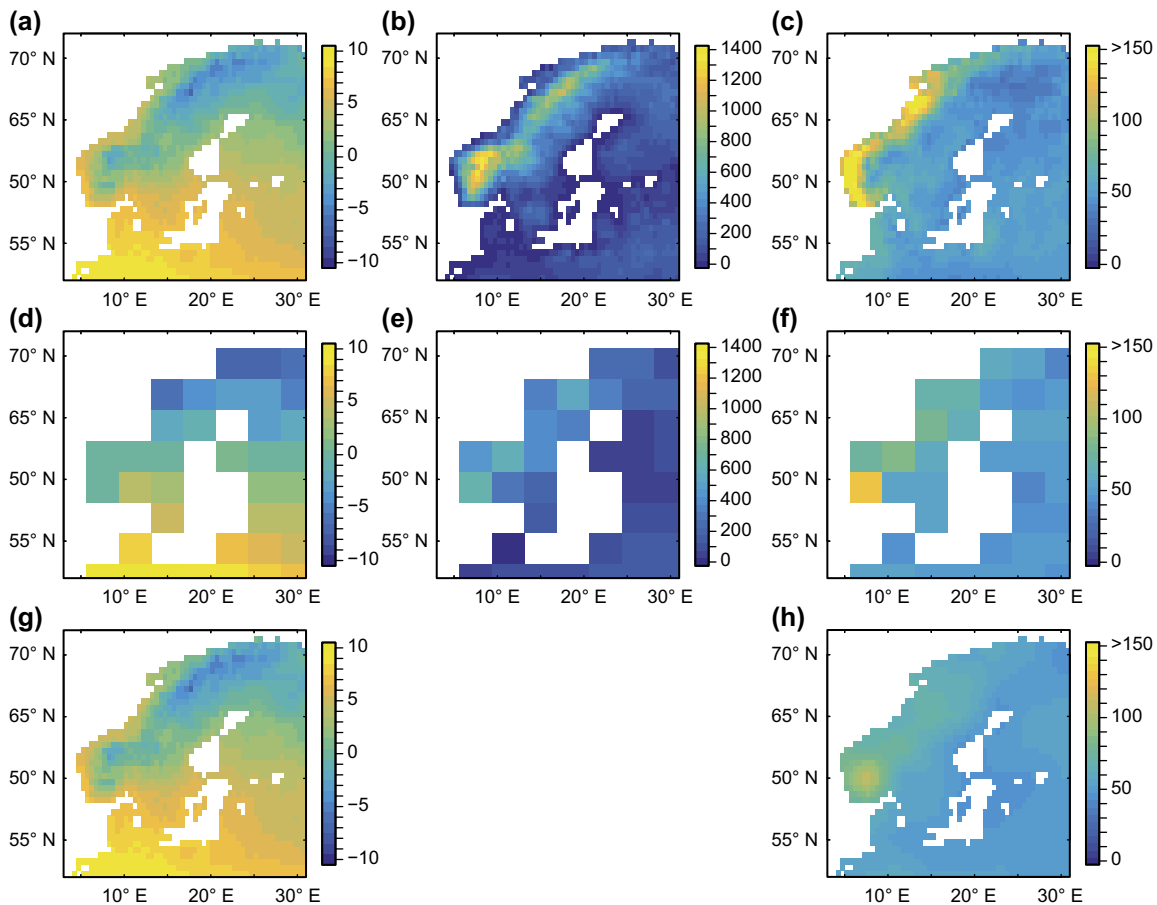 (a)
70° N
65° N
50° N
55° N
10° E
20° E
30° E
10
5
0
−5
−10
(b)
70° N
65° N
50° N
55° N
10° E
20° E
30° E
1400
1200
1000
800
600
400
200
0
(c)
70° N
65° N
50° N
55° N
10° E
20° E
30° E
>150
100
50
0
(d)
70° N
65° N
50° N
55° N
10° E
20° E
30° E
10
5
0
−5
−10
(e)
70° N
65° N
50° N
55° N
10° E
20° E
30° E
1400
1200
1000
800
600
400
200
0
(f)
70° N
65° N
50° N
55° N
10° E
20° E
30° E
>150
100
50
0
(g)
70° N
65° N
50° N
55° N
10° E
20° E
30° E
10
5
0
−5
−10
(h)
70° N
65° N
50° N
55° N
10° E
20° E
30° E
>150
100
50
0